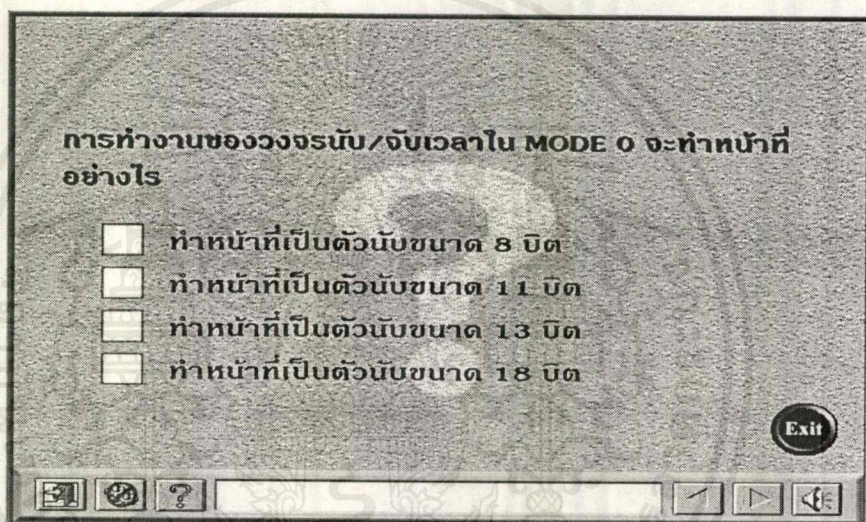 การทำงานของวงจรนับ/จับเวลาใน MODE 0 จะทำหน้าที่
อย่างไร
ทำหน้าที่เป็นตัวนับขนาด 8 บิต
ทำหน้าที่เป็นตัวนับขนาด 11 บิต
ทำหน้าที่เป็นตัวนับขนาด 13 บิต
ทำหน้าที่เป็นตัวนับขนาด 18 บิต
Exit
?